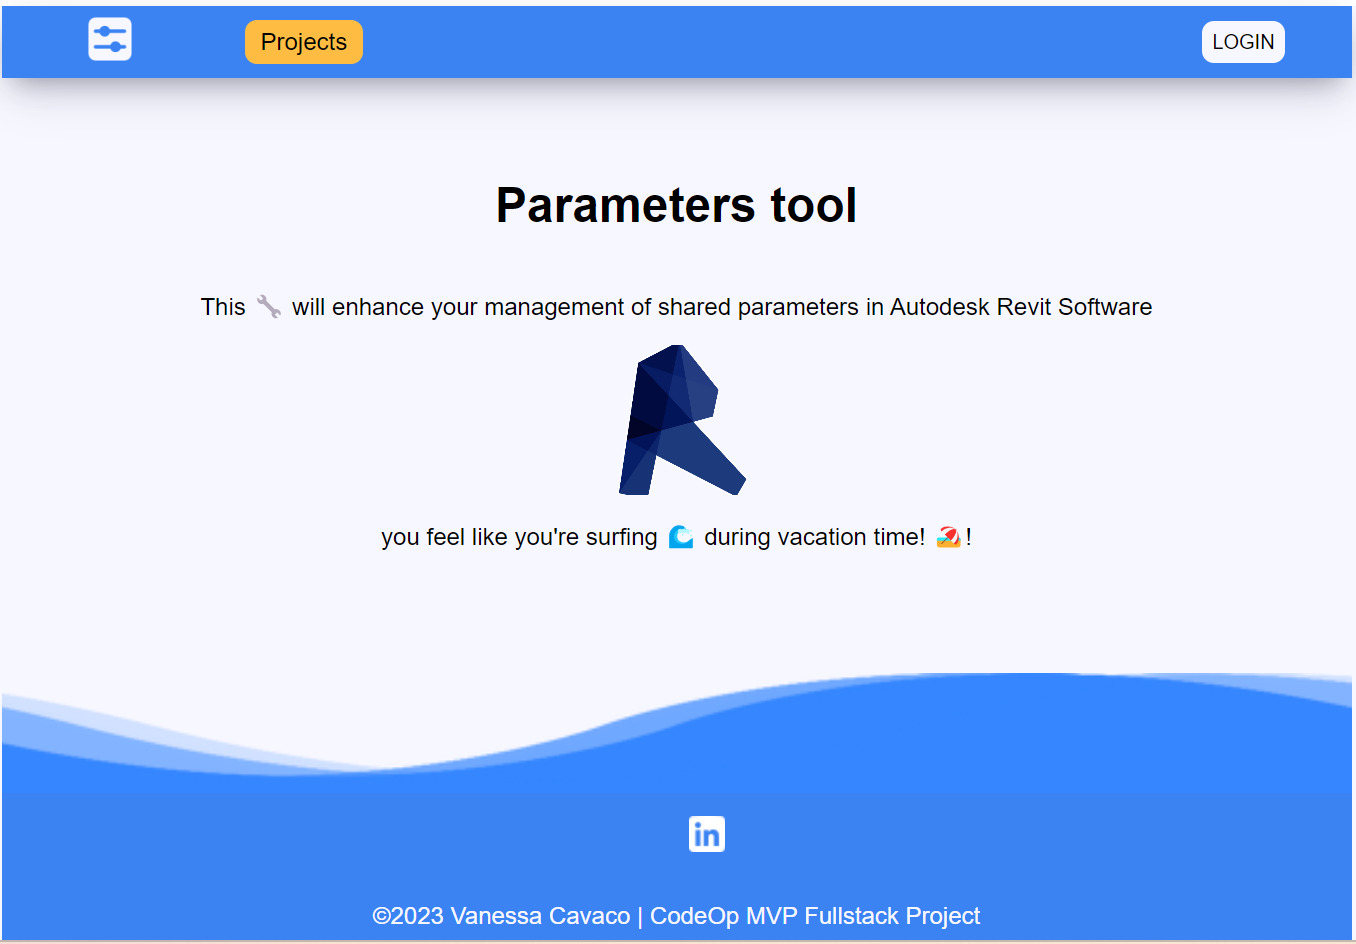 Projects
LOGIN
Parameters tool
This 🔧 will enhance your management of shared parameters in Autodesk Revit Software
you feel like you're surfing 🌊 during vacation time! 🏖️!
in
©2023 Vanessa Cavaco | CodeOp MVP Fullstack Project